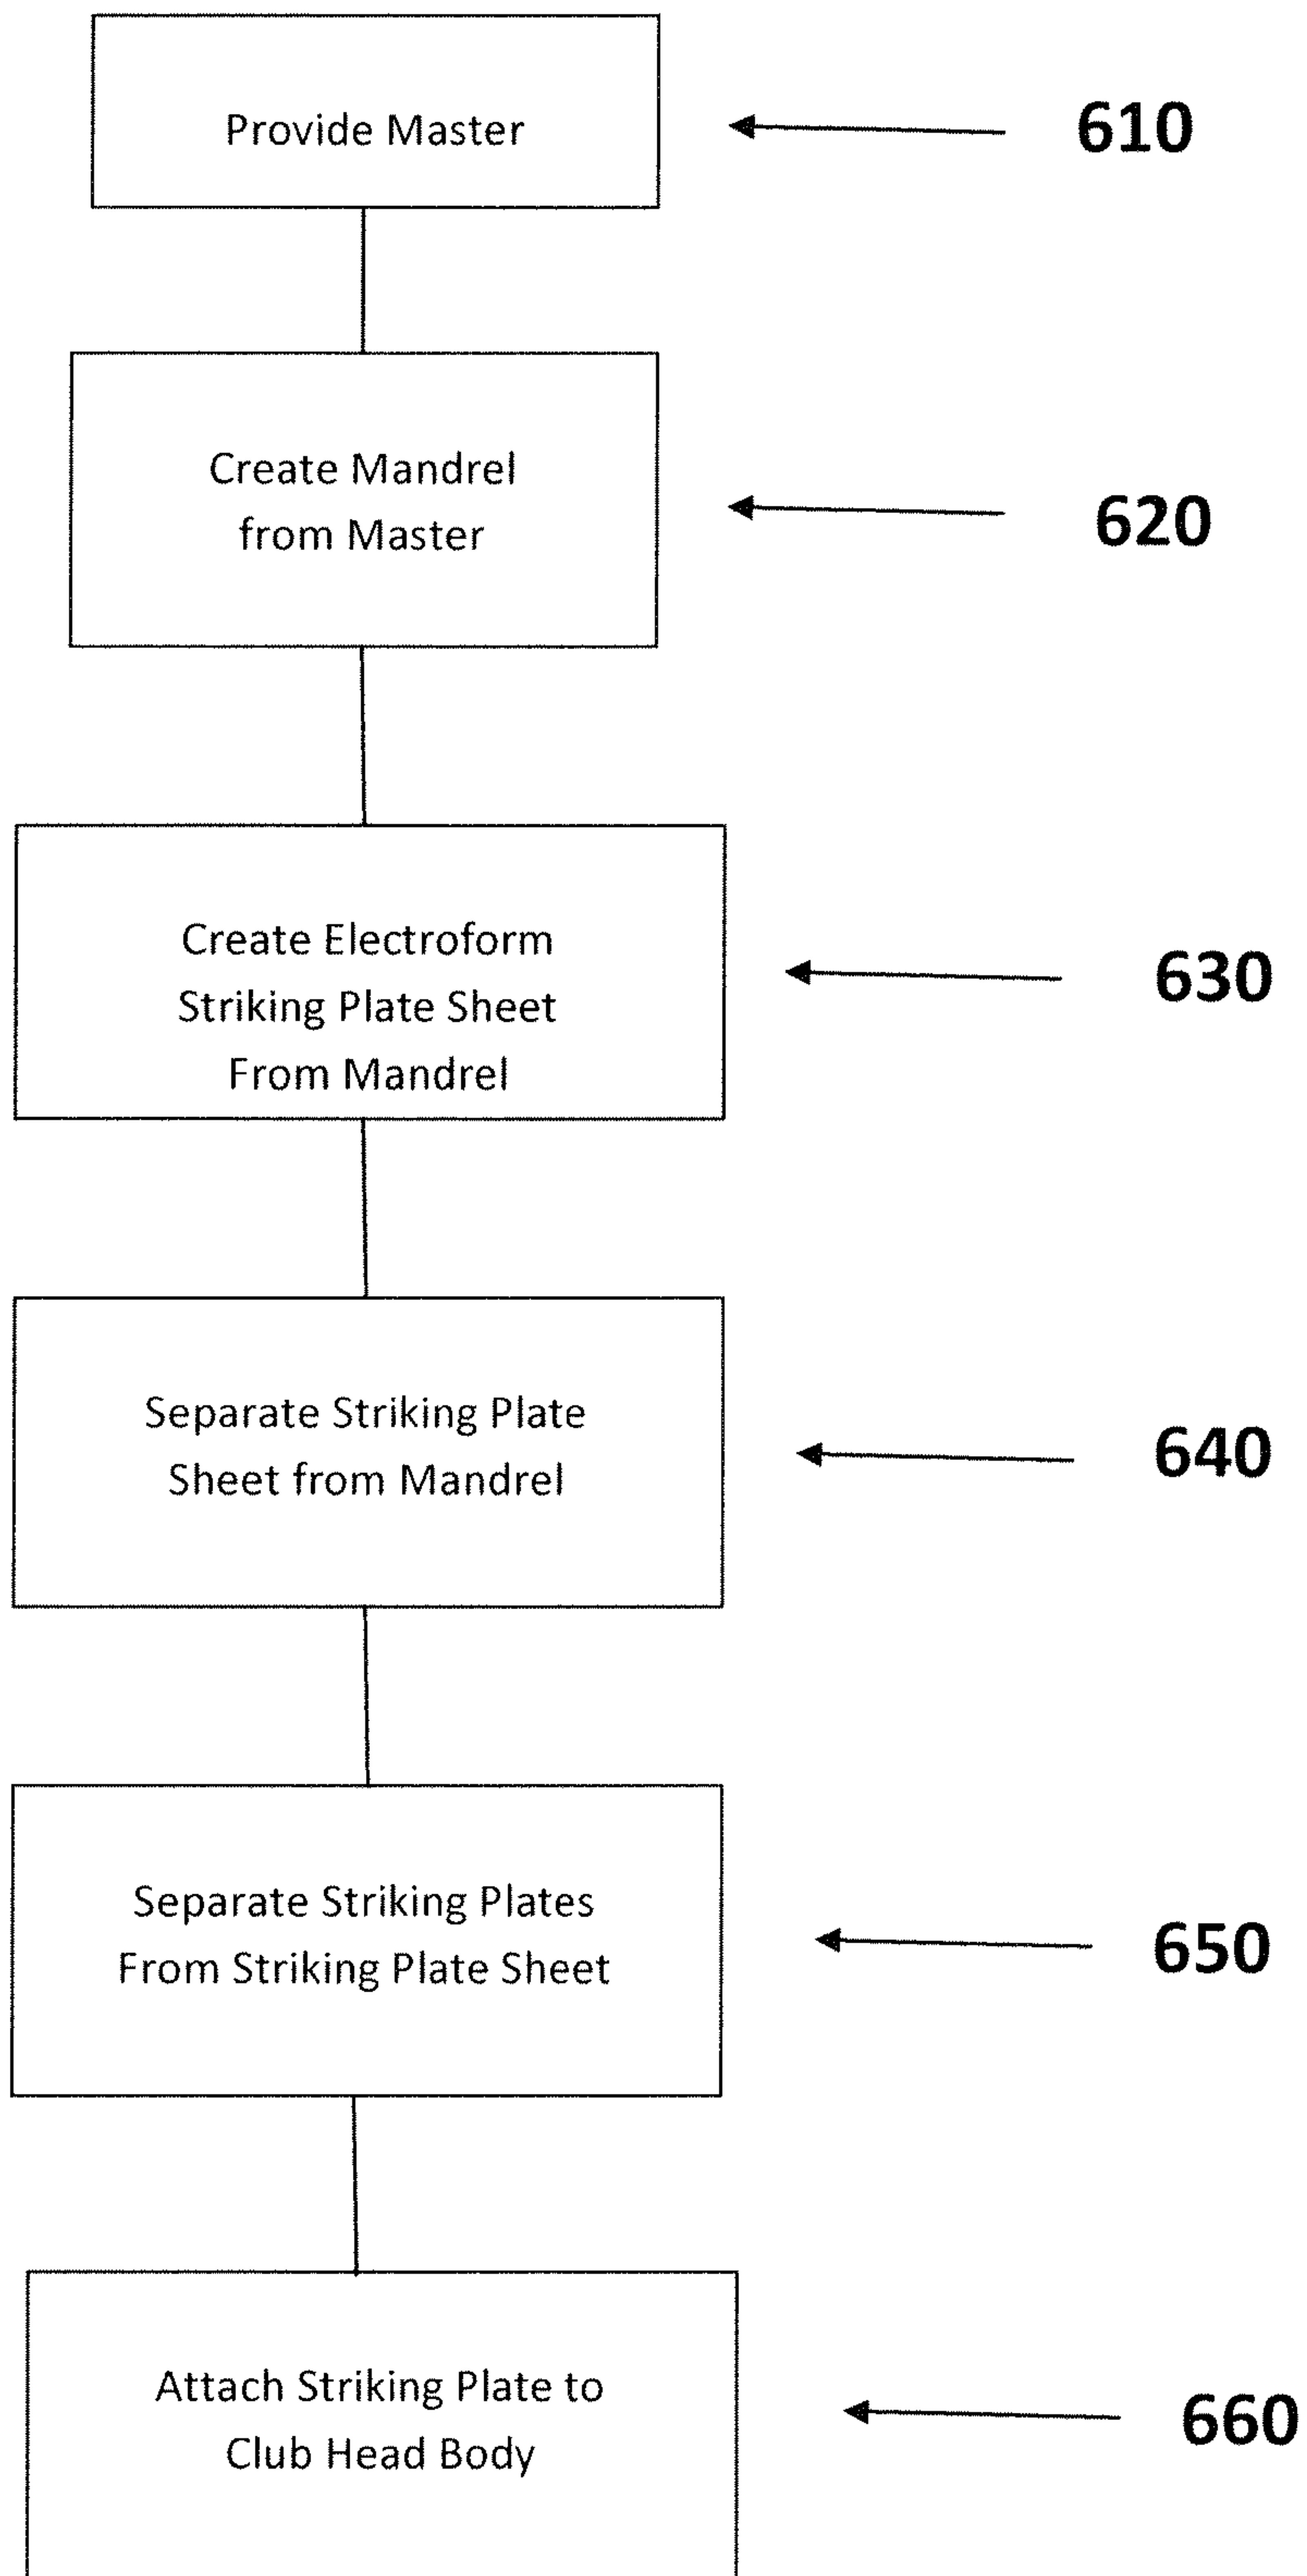 Provide Master
610
Create Mandrel
from Master
620
Create Electroform
Striking Plate Sheet
From Mandrel
630
Separate Striking Plate
Sheet from Mandrel
640
Separate Striking Plates
From Striking Plate Sheet
650
Attach Striking Plate to
Club Head Body
660